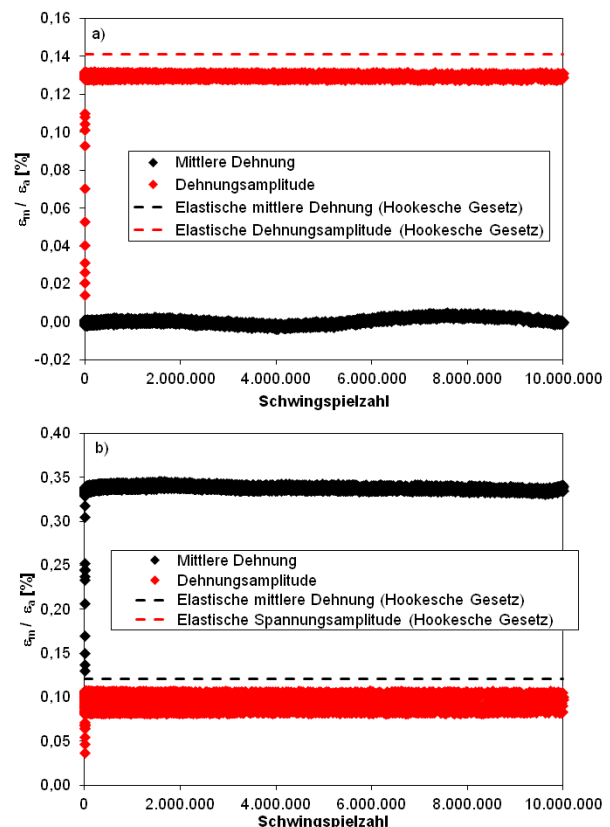 a)
0,16
0,14
0,12
0,10
0,08
0,06
0,04
0,02
0,00
-0,02
εm / εa [%]
Mittlere Dehnung
Dehnungsamplitude
Elastische mittlere Dehnung (Hookesche Gesetz)
Elastische Dehnungsamplitude (Hookesche Gesetz)
0 2.000.000 4.000.000 6.000.000 8.000.000 10.000.000
Schwingspielzahl
b)
0,40
0,35
0,30
0,25
0,20
0,15
0,10
0,05
0,00
εm / εa [%]
Mittlere Dehnung
Dehnungsamplitude
Elastische mittlere Dehnung (Hookesche Gesetz)
Elastische Spannungsamplitude (Hookesche Gesetz)
0 2.000.000 4.000.000 6.000.000 8.000.000 10.000.000
Schwingspielzahl